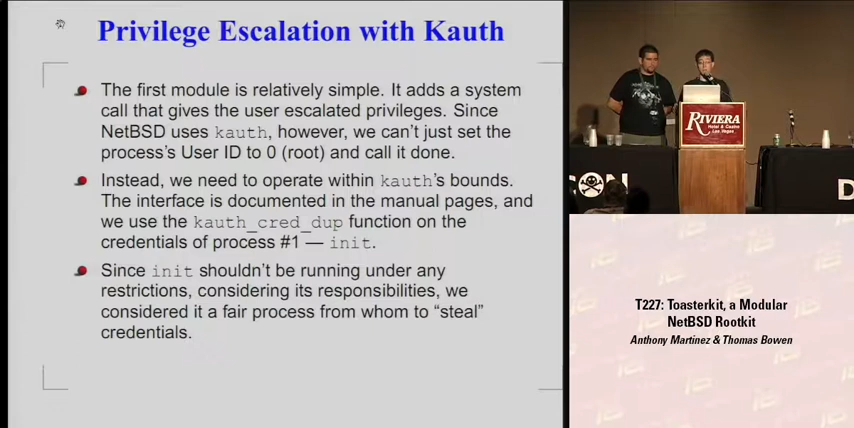 Privilege Escalation with Kauth
The first module is relatively simple. It adds a system
call that gives the user escalated privileges. Since
NetBSD uses kauth, however, we can't just set the
process's User ID to 0 (root) and call it done.
Instead, we need to operate within kauth's bounds.
The interface is documented in the manual pages, and
we use the kauth_cred_dup function on the
credentials of process #1 — init.
Since init shouldn't be running under any
restrictions, considering its responsibilities, we
considered it a fair process from whom to “steal”
credentials.
RIVIERA
Hotel & Casino
Las Vegas
CON
D
T227: Toasterkit, a Modular
NetBSD Rootkit
Anthony Martinez & Thomas Bowen